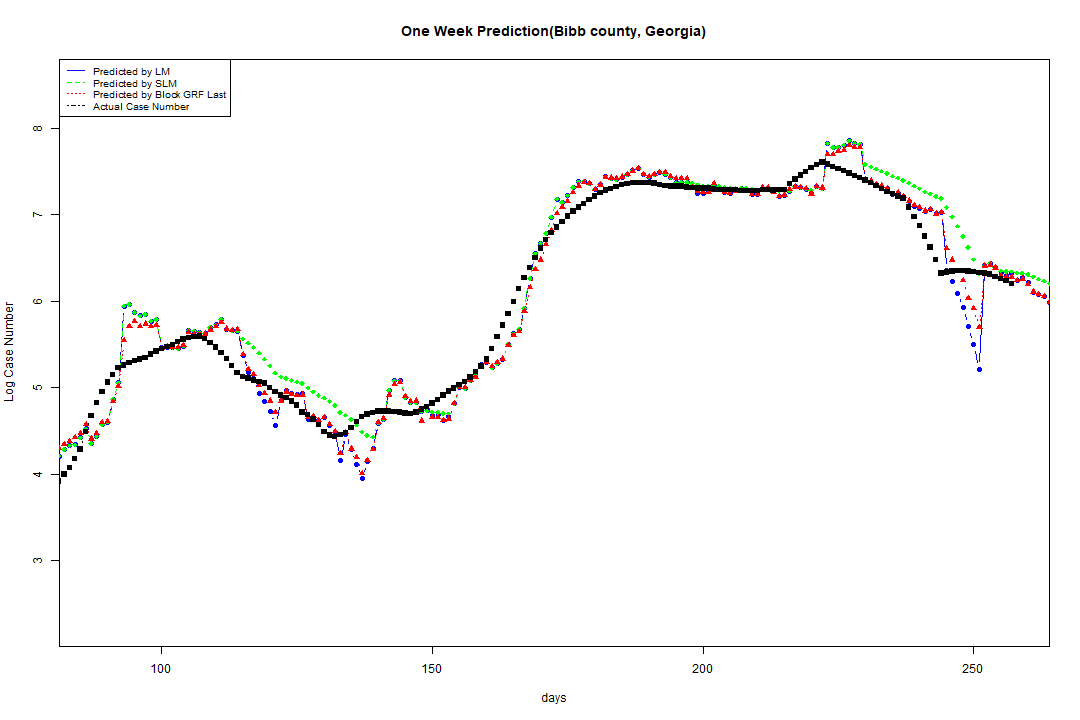 One Week Prediction(Bibb county, Georgia)
Predicted by LM
Predicted by SLM
Predicted by Block GRF Last
Actual Case Number
8
7
6
5
4
3
Log Case Number
100 150 200 250
days